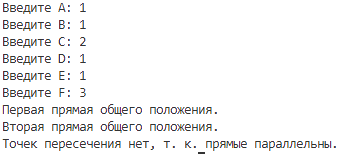 Введите A: 1
Введите B: 1
Введите C: 2
Введите D: 1
Введите E: 1
Введите F: 3
Первая прямая общего положения.
Вторая прямая общего положения.
Точек пересечения нет, т. к. прямые параллельны.